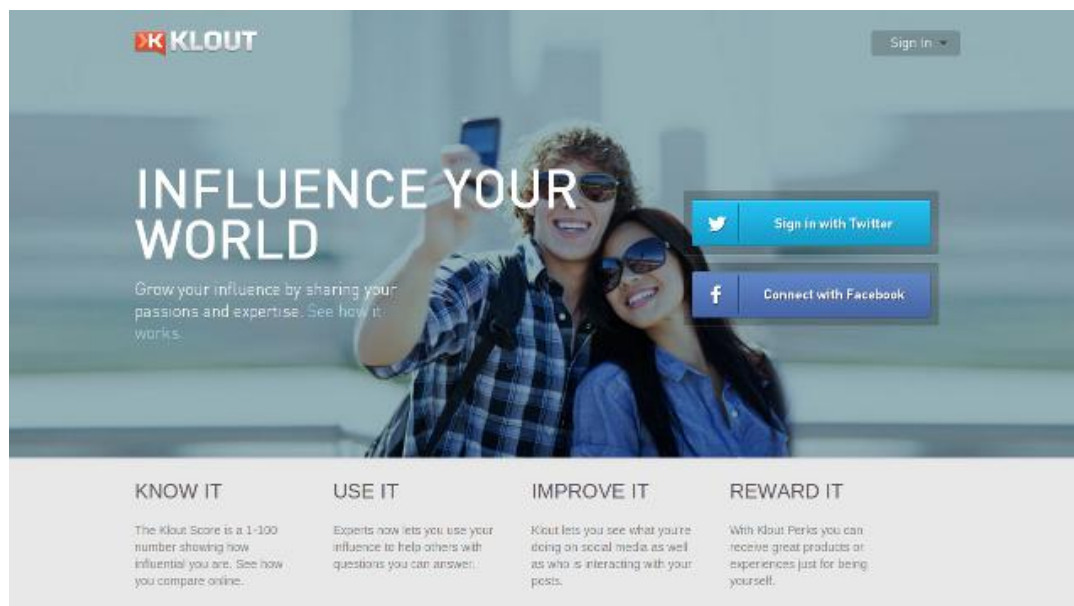 KLOUT
Sign in
INFLUENCE YOUR
WORLD
Grow your influence by sharing your
passions and expertise. See how it
works.
Sign in with Twitter
Connect with Facebook
KNOW IT
The Klout Score is a 1-100
number showing how
influential you are. See how
you compare online.
USE IT
Experts now lets you use your
influence to help others with
questions you can answer.
IMPROVE IT
Klout lets you see what you're
doing on social media as well
as who is interacting with your
posts.
REWARD IT
With Klout Perks you can
receive great products or
experiences just for being
yourself.